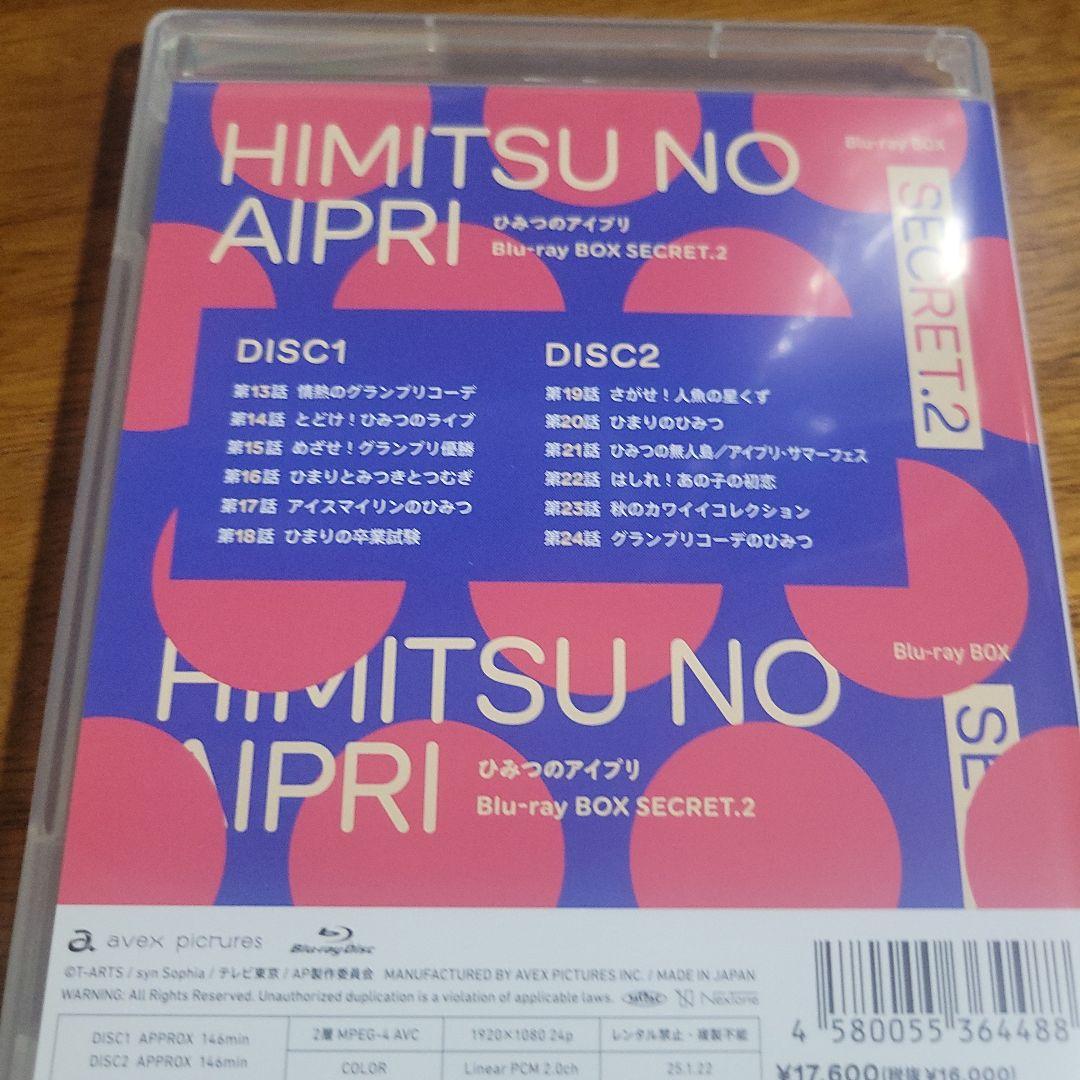 HIMITSU NO
AIPRI
ひみつのアイプリ
Blu-ray BOX SECRET.2
Blu-ray BOX
SECRET.2
DISC1
第13話 情熱のグランプリコーデ
第14話 とどけ！ひみつのライブ
第15話 めざせ！グランプリ優勝
第16話 ひまりとみつきとつむぎ
第17話 アイスマイリンのひみつ
第18話 ひまりの卒業試験
DISC2
第19話 さがせ！人魚の星くず
第20話 ひまりのひみつ
第21話 ひみつの無人島／アイプリ・サマーフェス
第22話 はしれ！あの子の初恋
第23話 秋のカワイイコレクション
第24話 グランプリコーデのひみつ
HIMITSU NO
AIPRI
ひみつのアイプリ
Blu-ray BOX SECRET.2
Blu-ray BOX
SE
a avex pictures
Blu-ray Disc
©T-ARTS / syn Sophia / テレビ東京 / AP製作委員会 MANUFACTURED BY AVEX PICTURES INC. / MADE IN JAPAN
WARNING: All Rights Reserved. Unauthorized duplication is a violation of applicable laws. NexTone
DISC1 APPROX 146min
DISC2 APPROX 146min
2層 MPEG-4 AVC
1920×1080 24p
レンタル禁止・複製不能
COLOR
Linear PCM 2.0ch
25.1.22
4 580055 364488
¥17,600(税抜 ¥16,000)